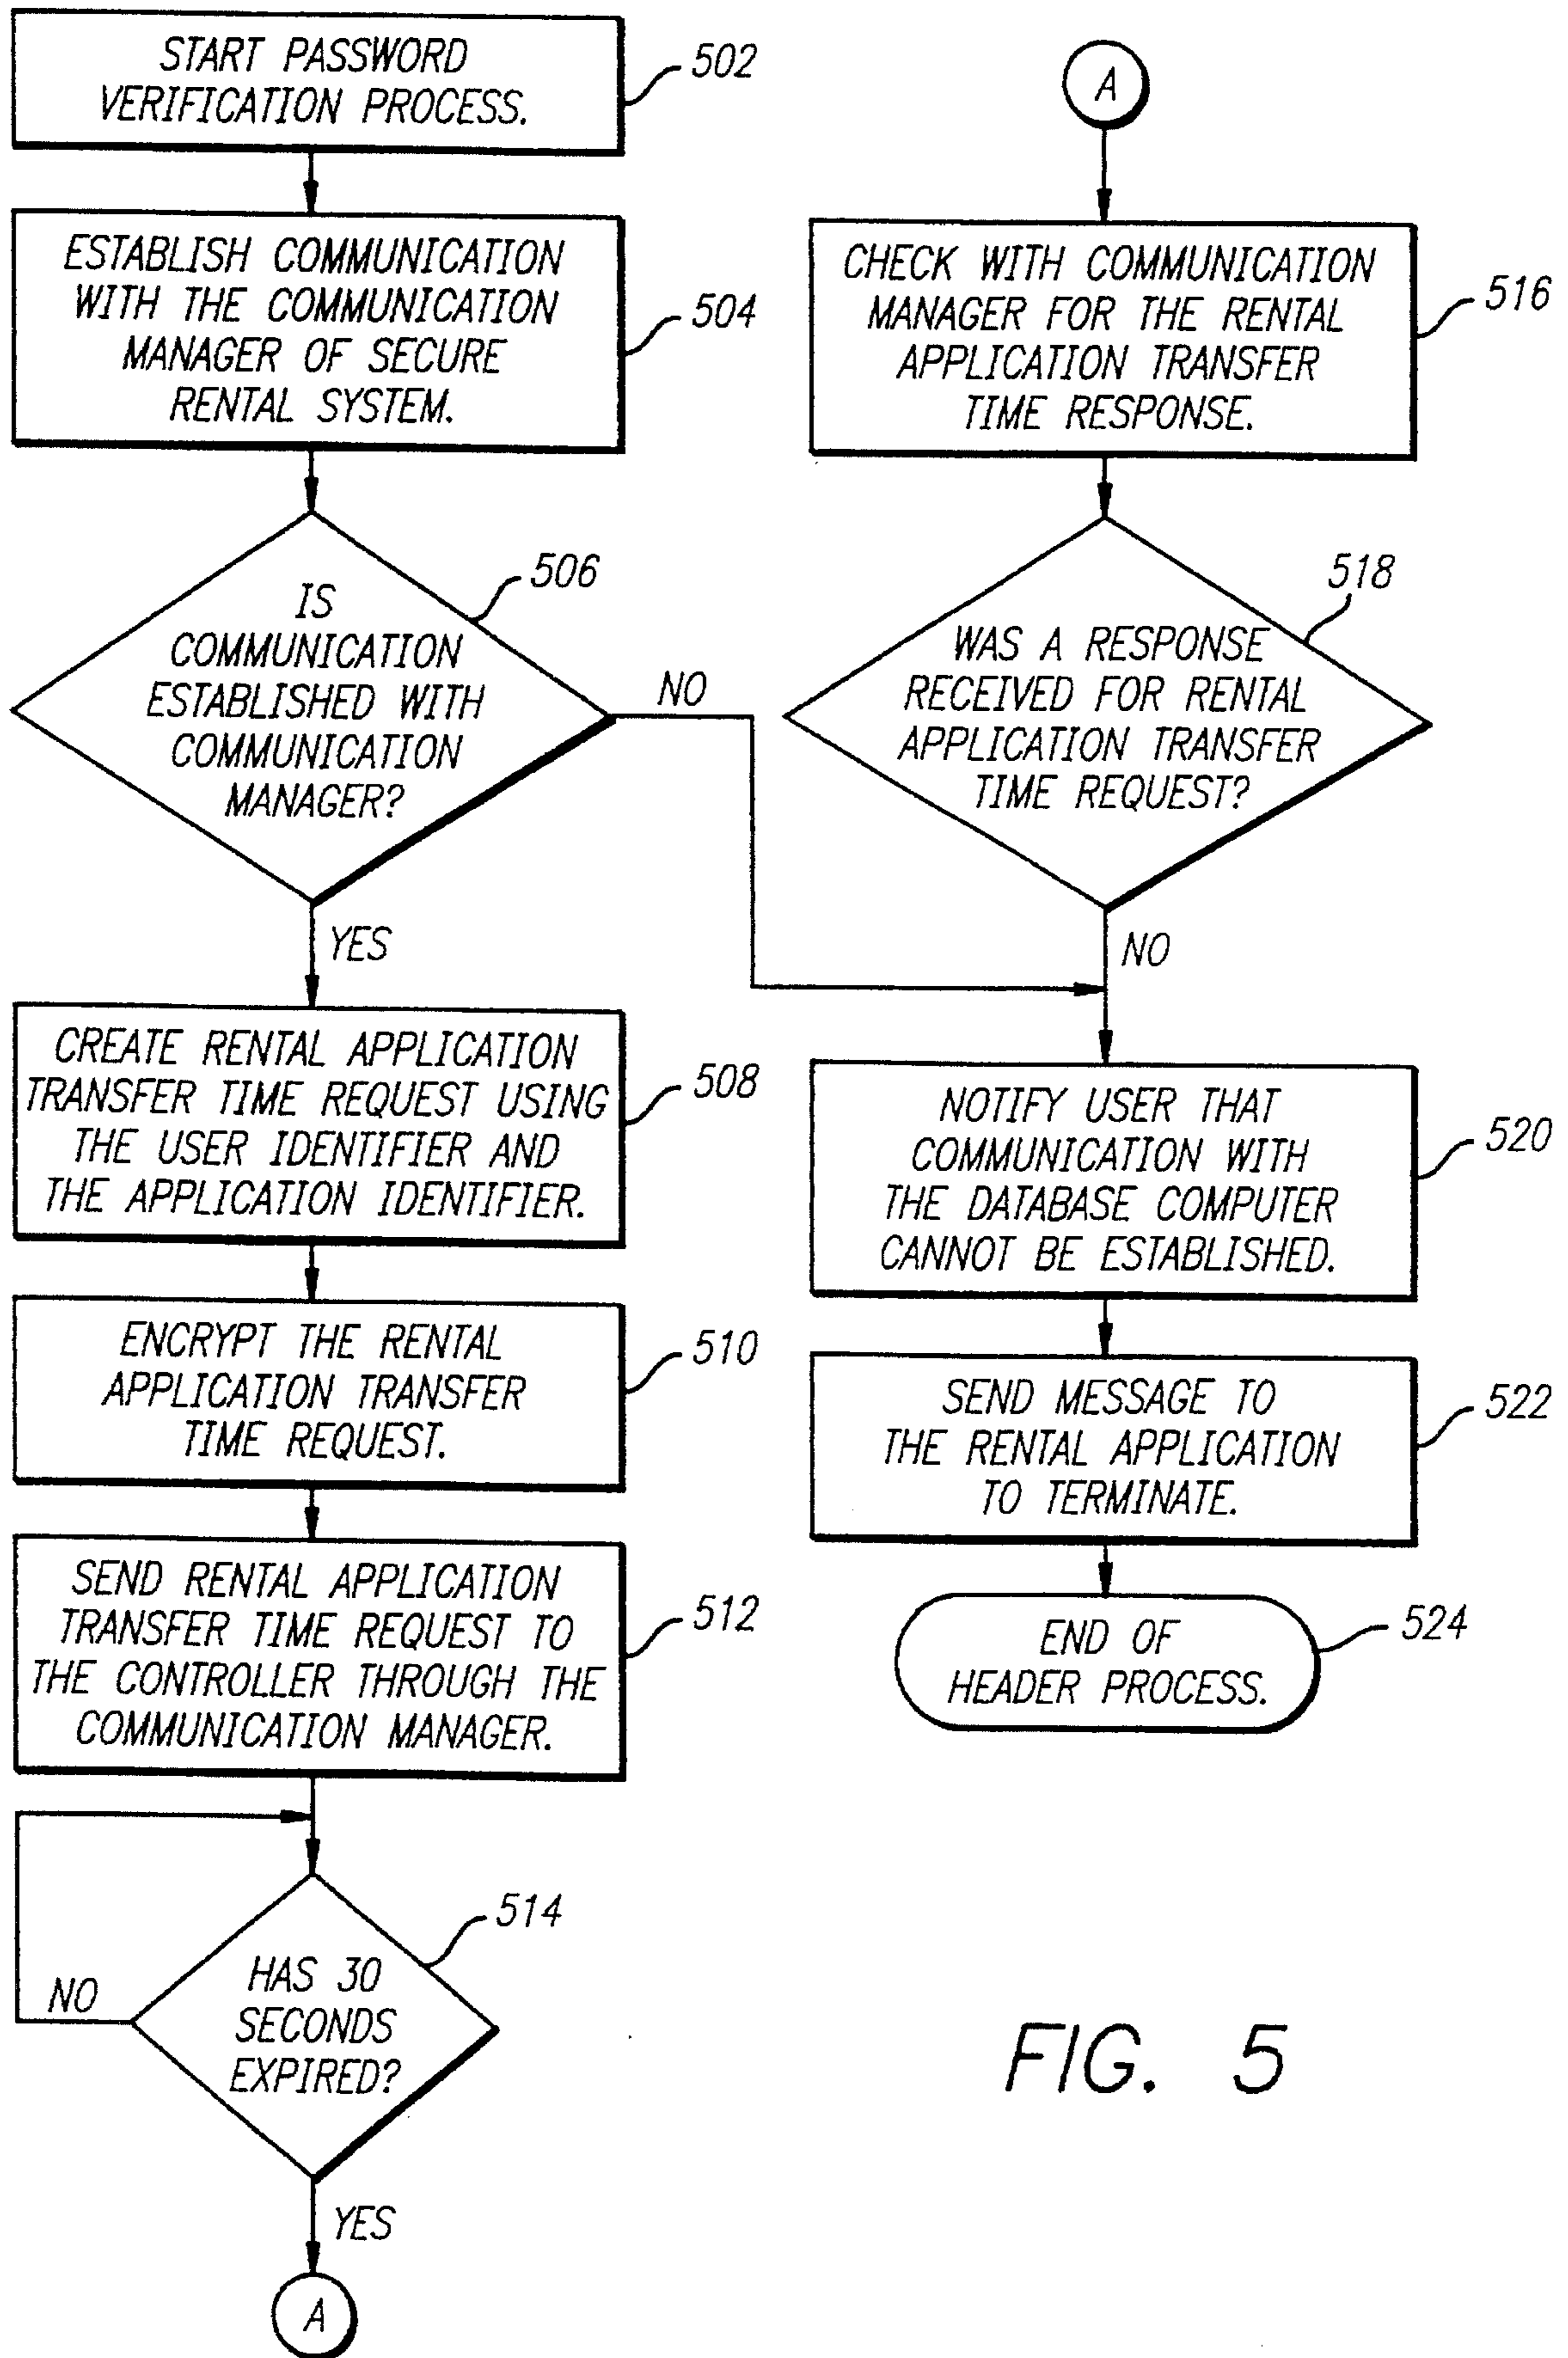 START PASSWORD
VERIFICATION PROCESS.
502
ESTABLISH COMMUNICATION
WITH THE COMMUNICATION
MANAGER OF SECURE
RENTAL SYSTEM.
504
IS
COMMUNICATION
ESTABLISHED WITH
COMMUNICATION
MANAGER?
506
NO
YES
CREATE RENTAL APPLICATION
TRANSFER TIME REQUEST USING
THE USER IDENTIFIER AND
THE APPLICATION IDENTIFIER.
508
ENCRYPT THE RENTAL
APPLICATION TRANSFER
TIME REQUEST.
510
SEND RENTAL APPLICATION
TRANSFER TIME REQUEST TO
THE CONTROLLER THROUGH THE
COMMUNICATION MANAGER.
512
HAS 30
SECONDS
EXPIRED?
514
NO
YES
A
A
CHECK WITH COMMUNICATION
MANAGER FOR THE RENTAL
APPLICATION TRANSFER
TIME RESPONSE.
516
WAS A RESPONSE
RECEIVED FOR RENTAL
APPLICATION TRANSFER
TIME REQUEST?
518
NO
NOTIFY USER THAT
COMMUNICATION WITH
THE DATABASE COMPUTER
CANNOT BE ESTABLISHED.
520
SEND MESSAGE TO
THE RENTAL APPLICATION
TO TERMINATE.
522
END OF
HEADER PROCESS.
524
FIG. 5